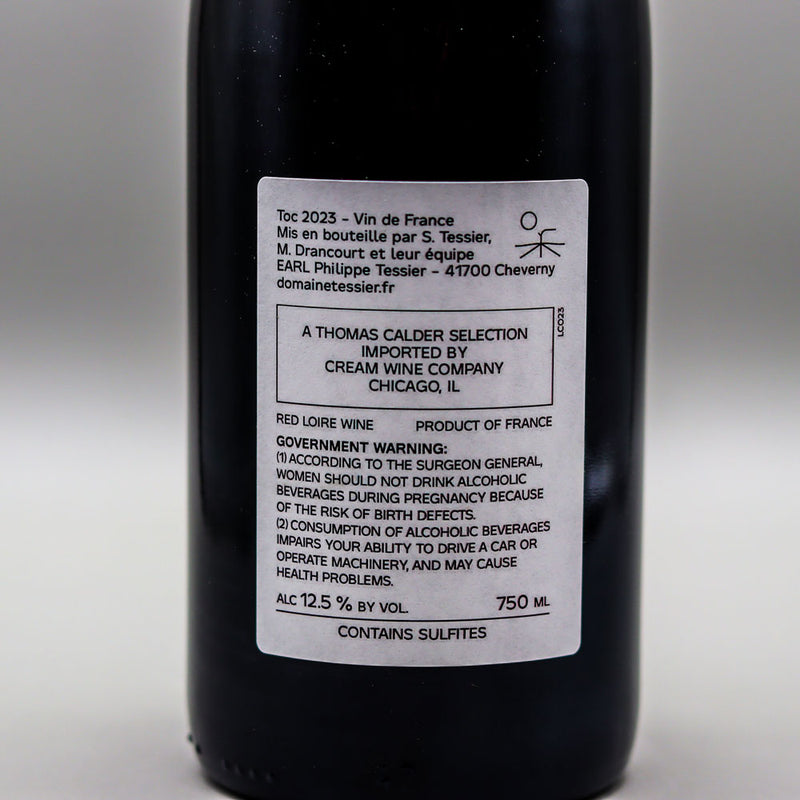 Toc 2023 - Vin de France
Mis en bouteille par S. Tessier,
M. Drancourt et leur équipe
EARL Philippe Tessier - 41700 Cheverny
domainetessier.fr
LCO23
A THOMAS CALDER SELECTION
IMPORTED BY
CREAM WINE COMPANY
CHICAGO, IL
RED LOIRE WINE PRODUCT OF FRANCE
GOVERNMENT WARNING:
(1) ACCORDING TO THE SURGEON GENERAL,
WOMEN SHOULD NOT DRINK ALCOHOLIC
BEVERAGES DURING PREGNANCY BECAUSE
OF THE RISK OF BIRTH DEFECTS.
(2) CONSUMPTION OF ALCOHOLIC BEVERAGES
IMPAIRS YOUR ABILITY TO DRIVE A CAR OR
OPERATE MACHINERY, AND MAY CAUSE
HEALTH PROBLEMS.
ALC 12.5 % BY VOL. 750 ML
CONTAINS SULFITES